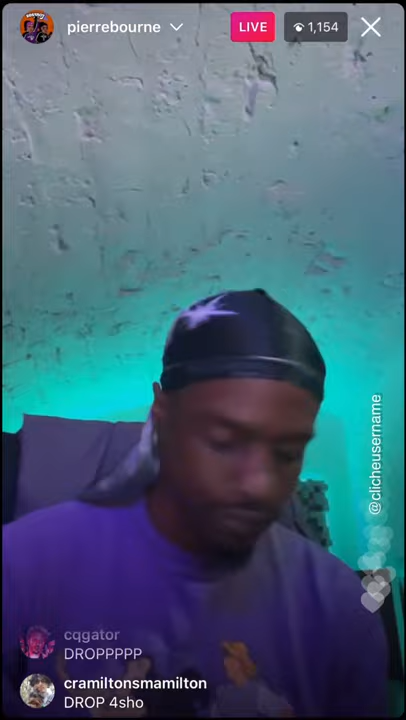 pierrebourne
LIVE
1,154
@clicheusername
cqgator
DROPPPPP
cramiltonsmamilton
DROP 4sho